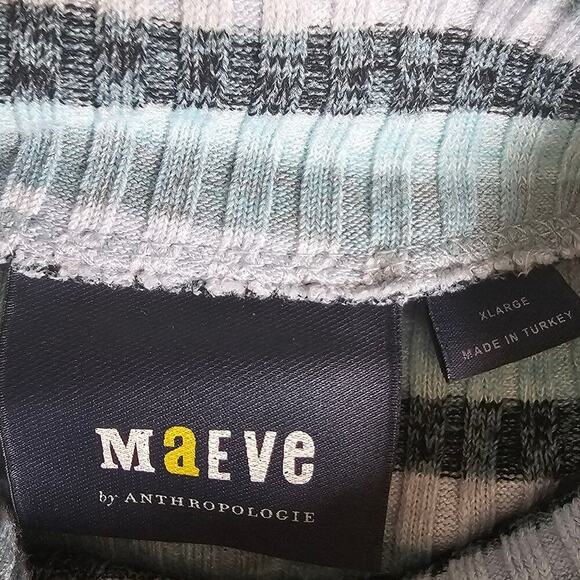 XLARGE
MADE IN TURKEY
MaEVe
by ANTHROPOLOGIE